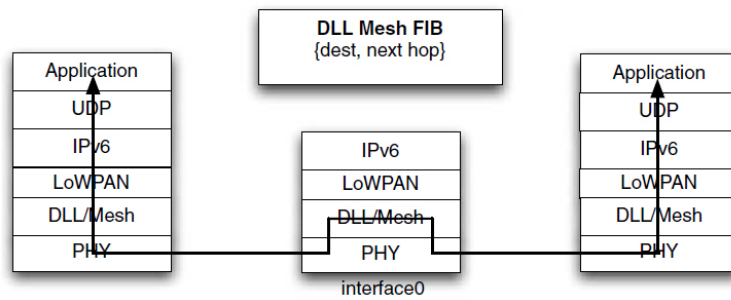 DLL Mesh FIB
{dest, next hop}
Application
UDP
IPv6
LoWPAN
DLL/Mesh
PHY
IPv6
LoWPAN
DLL/Mesh
PHY
interface0
Application
UDP
IPv6
LoWPAN
DLL/Mesh
PHY